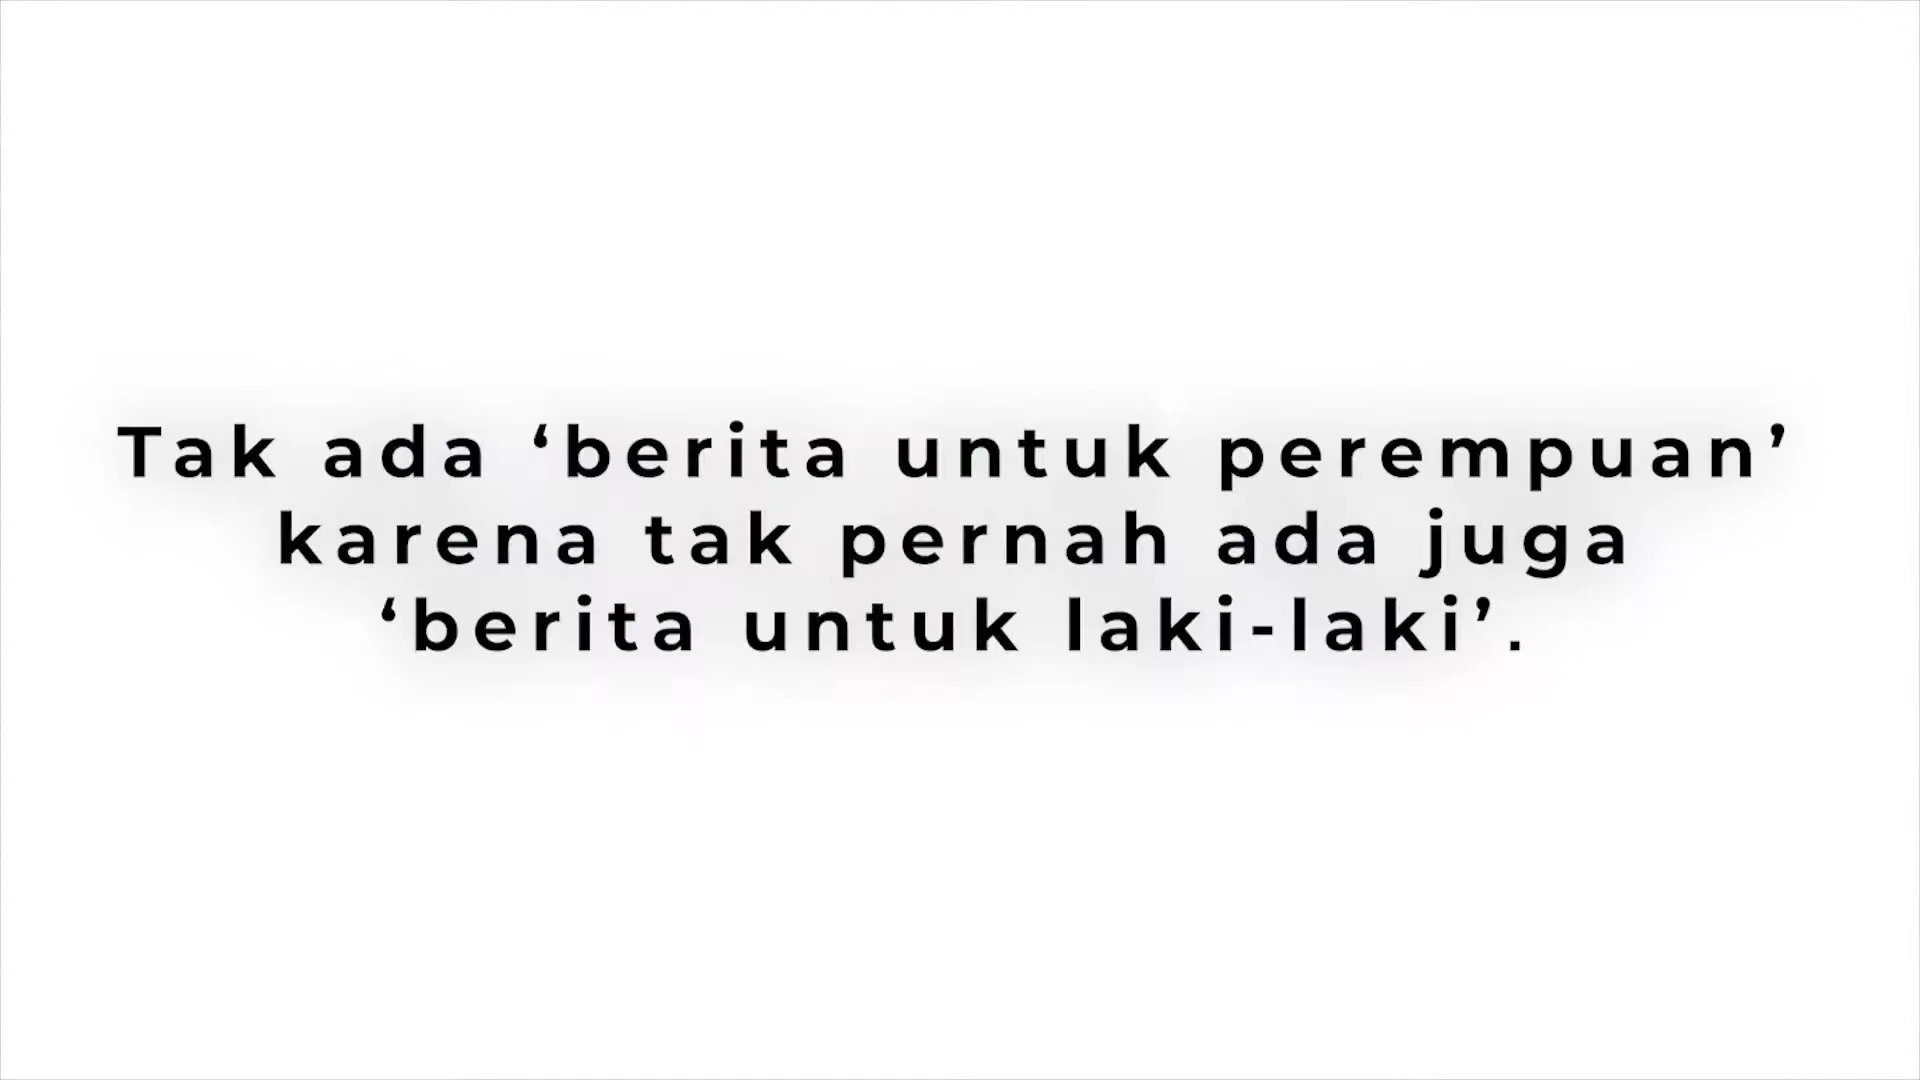 Tak ada ‘berita untuk perempuan’
karena tak pernah ada juga
‘berita untuk laki-laki’.